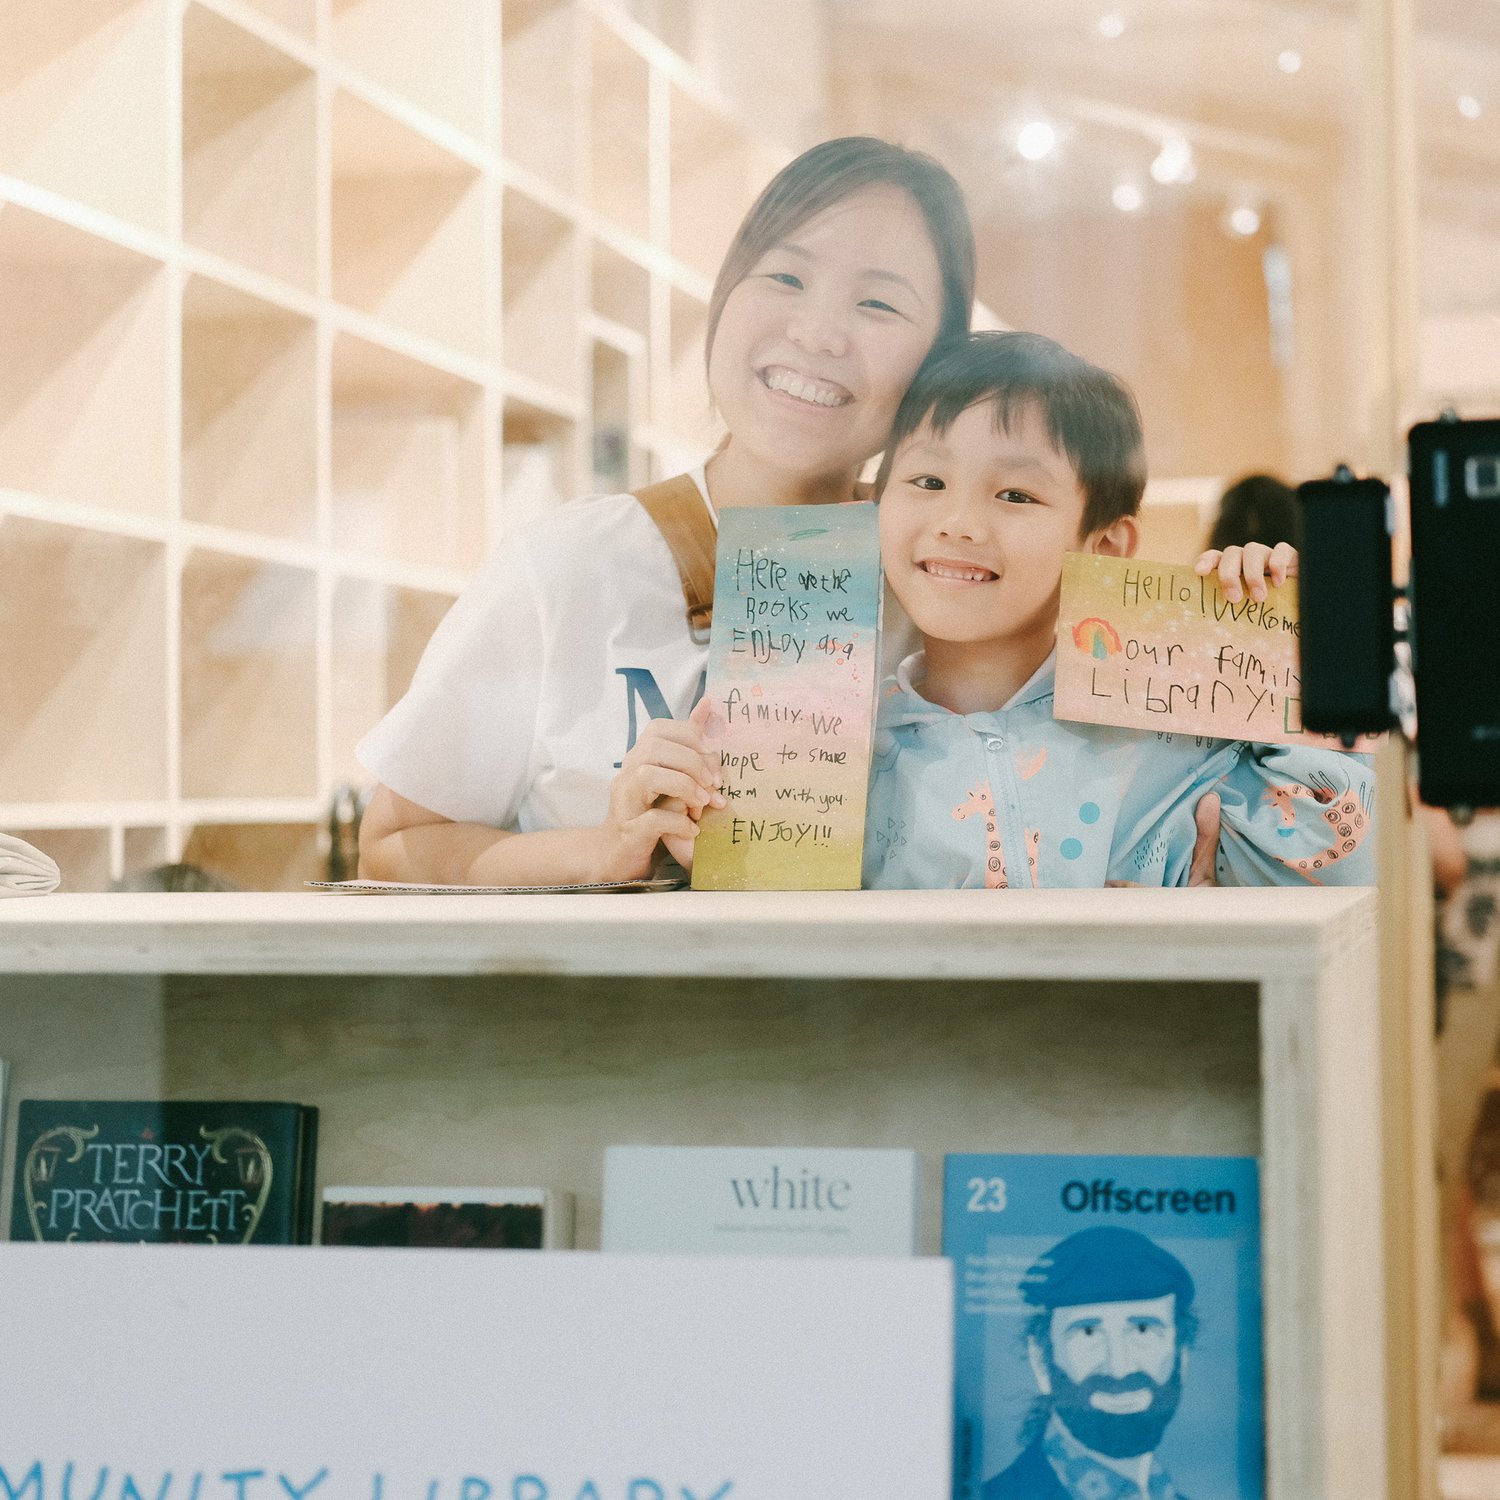 Here are the
BOOKS we
ENJoy as a
family. We
hope to share
them with you.
ENJOY!!!
Hello! Welcome
our family
Library!
M
TERRY
PRATCHETT
white
23 Offscreen
MUNITY LIBRARY